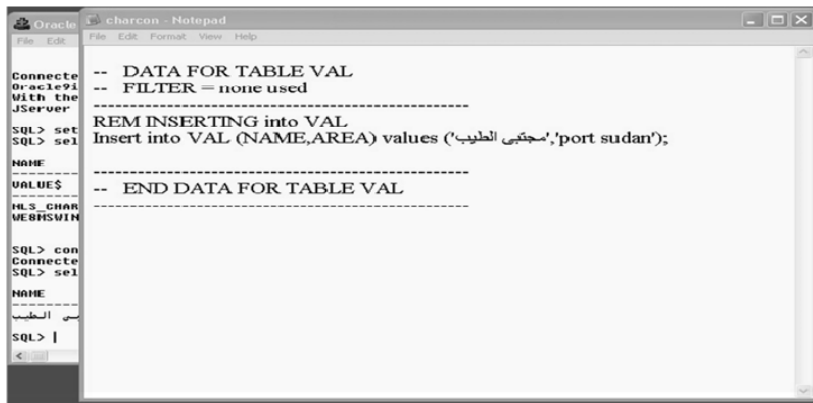 Oracle
File Edit
Connecte
Oracle9i
With the
JServer
SQL> set
SQL> sel
NAME
VALUE$
NLS_CHAR
WE8MSWIN
SQL> con
Connecte
SQL> sel
NAME
بى الطيب
SQL>
charcon - Notepad
File Edit Format View Help
-- DATA FOR TABLE VAL
-- FILTER = none used
---------------------------------------------------
REM INSERTING into VAL
Insert into VAL (NAME,AREA) values ('مجتبى الطيب','port sudan');
---------------------------------------------------
-- END DATA FOR TABLE VAL
---------------------------------------------------